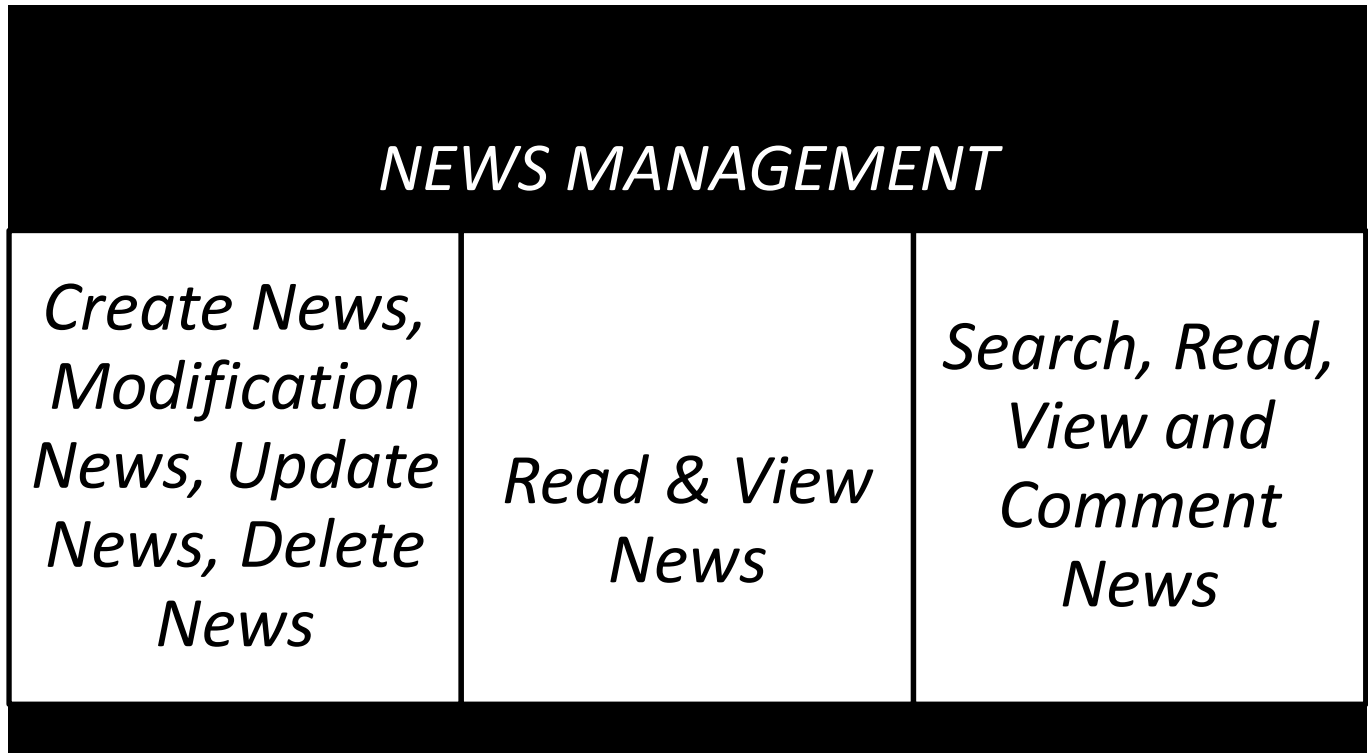 NEWS MANAGEMENT
Create News,
Modification
News, Update
News, Delete
News
Read & View
News
Search, Read,
View and
Comment
News